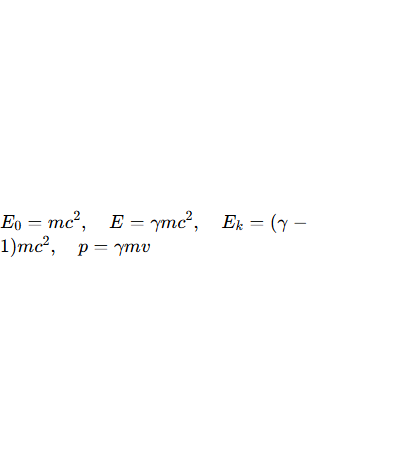 E₀ = mc², E = γmc², Eₖ = (γ −
1)mc², p = γmv